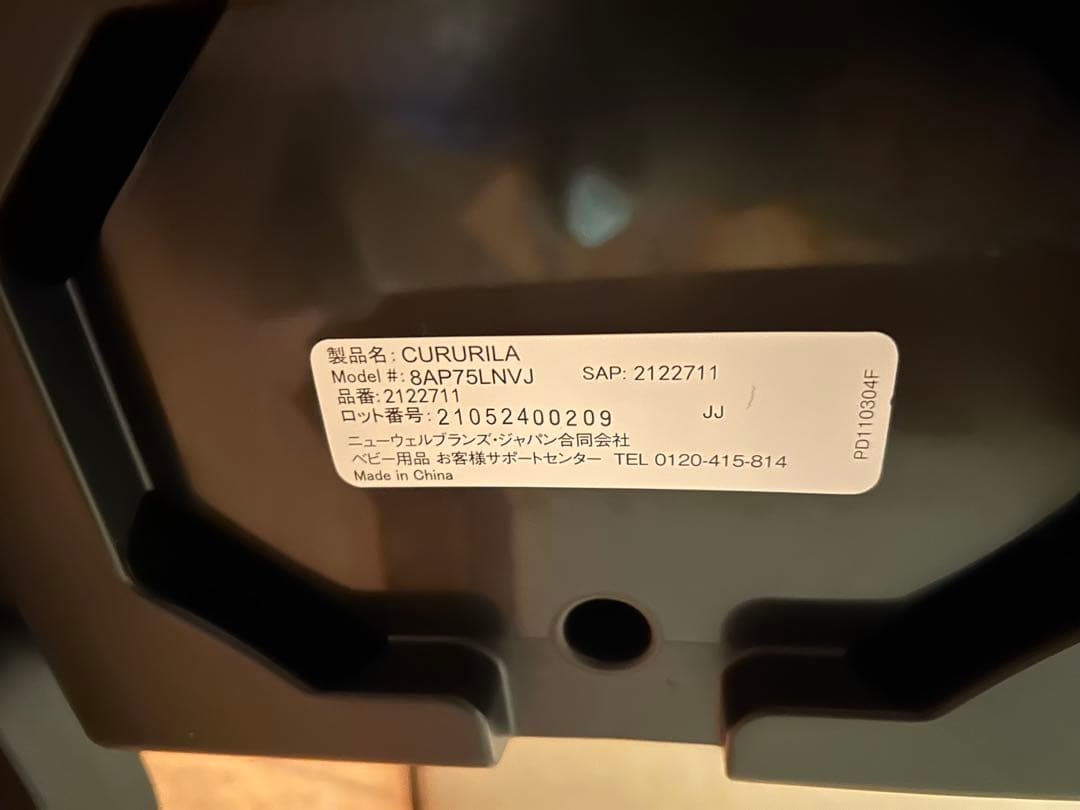 製品名: CURURILA
Model #: 8AP75LNVJ SAP: 2122711
品番: 2122711
ロット番号: 21052400209 JJ
ニューウェルブランズ・ジャパン合同会社
ベビー用品 お客様サポートセンター TEL 0120-415-814
Made in China
PD110304F